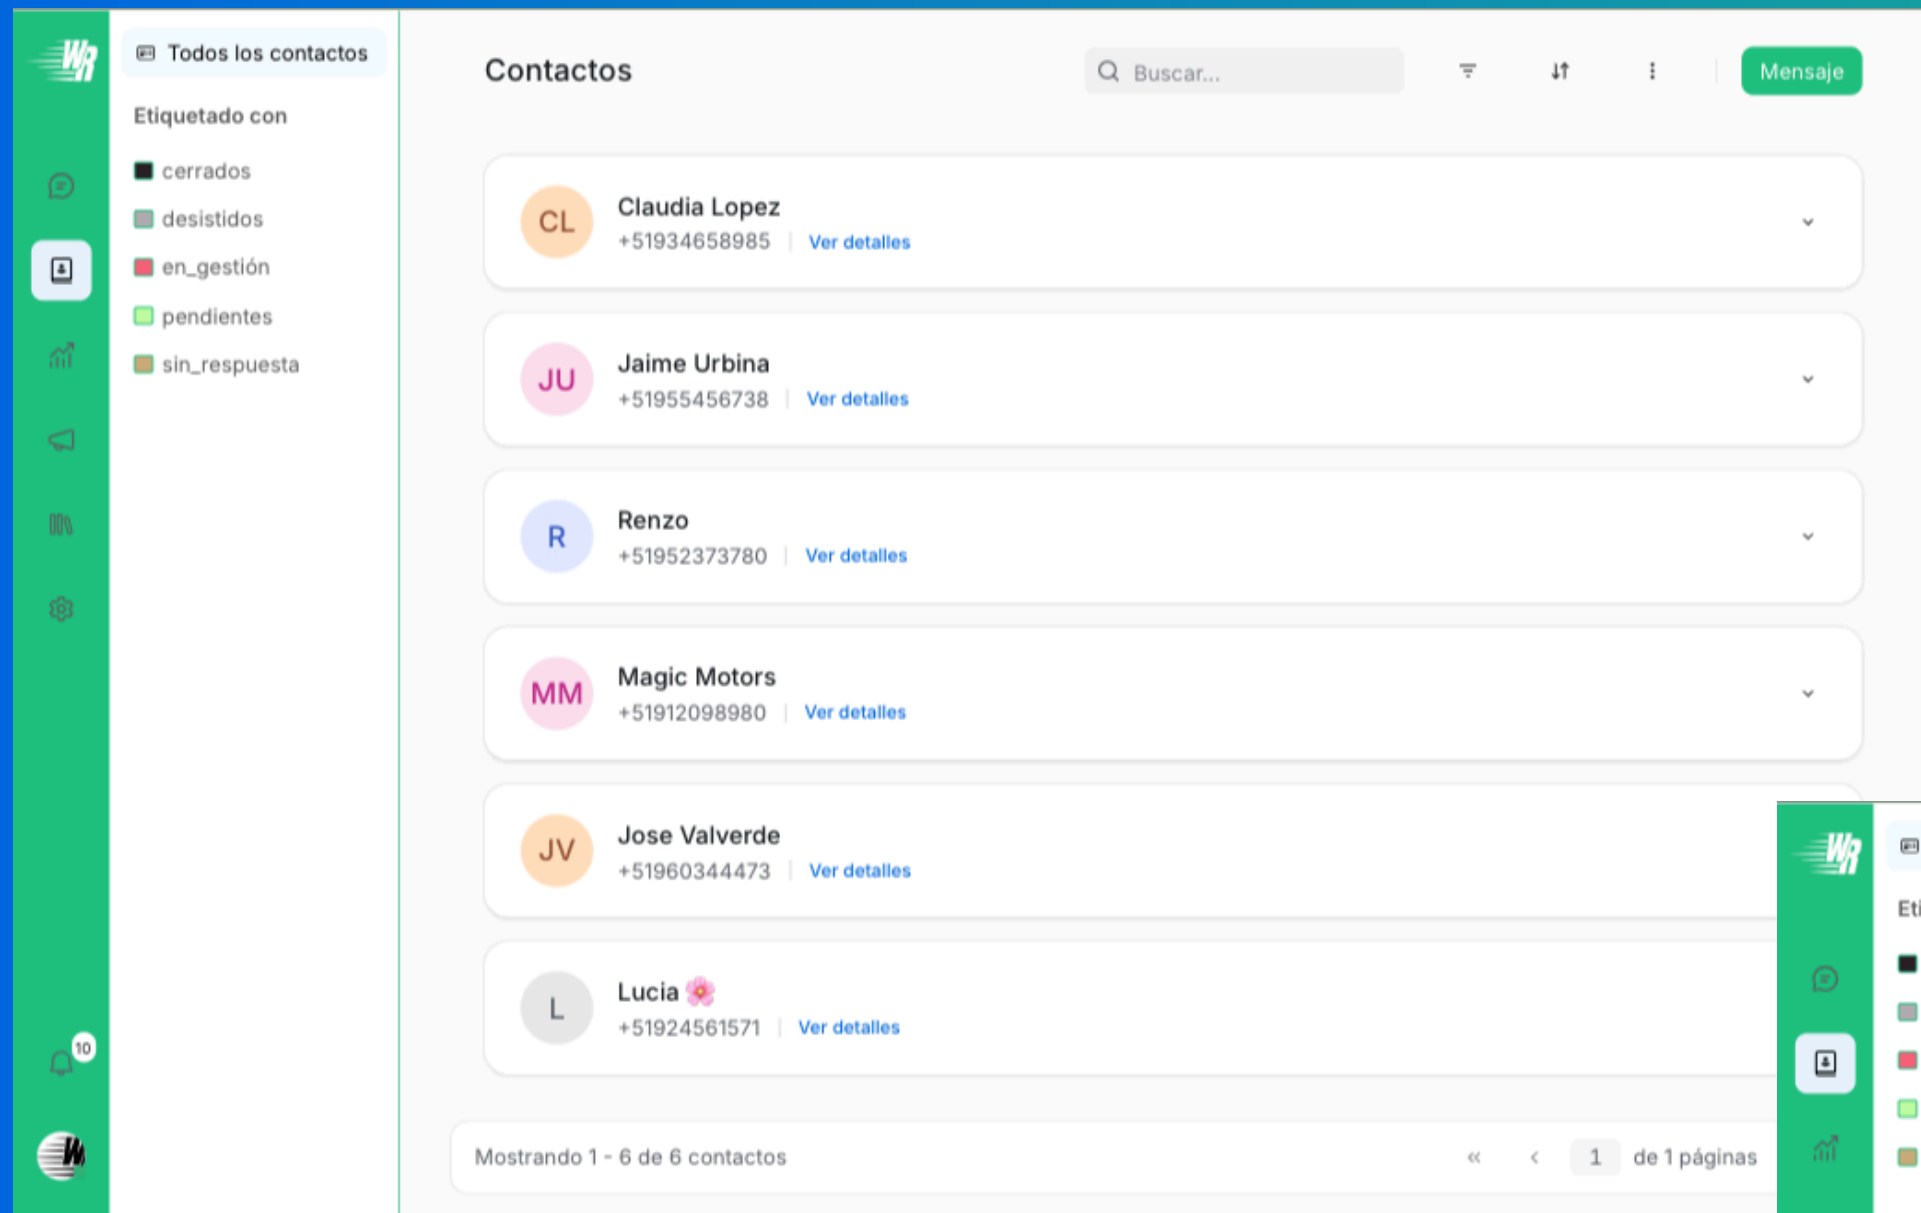 WR
Todos los contactos
Etiquetado con
cerrados
desistidos
en_gestión
pendientes
sin_respuesta
10
W
Contactos
Buscar...
Mensaje
CL
Claudia Lopez
+51934658985
Ver detalles
JU
Jaime Urbina
+51955456738
Ver detalles
R
Renzo
+51952373780
Ver detalles
MM
Magic Motors
+51912098980
Ver detalles
JV
Jose Valverde
+51960344473
Ver detalles
L
Lucia 🌸
+51924561571
Ver detalles
Mostrando 1 - 6 de 6 contactos
« ‹ 1 de 1 páginas
WR
Eti